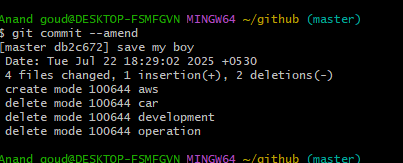 Anand goud@DESKTOP-FSMFGVN MINGW64 ~/github (master)
$ git commit --amend
[master db2c672] save my boy
 Date: Tue Jul 22 18:29:02 2025 +0530
 4 files changed, 1 insertion(+), 2 deletions(-)
 create mode 100644 aws
 delete mode 100644 car
 delete mode 100644 development
 delete mode 100644 operation
Anand goud@DESKTOP-FSMFGVN MINGW64 ~/github (master)